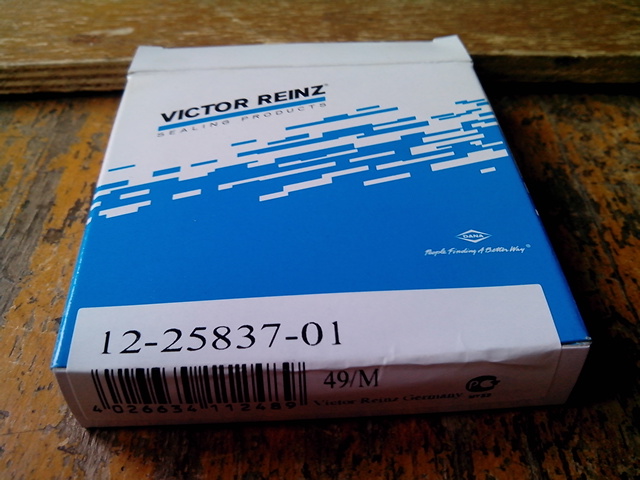 VICTOR REINZ®
SEALING PRODUCTS
DANA
People Finding A Better Way®
12-25837-01
49/M
4 026634 112489
Victor Reinz Germany